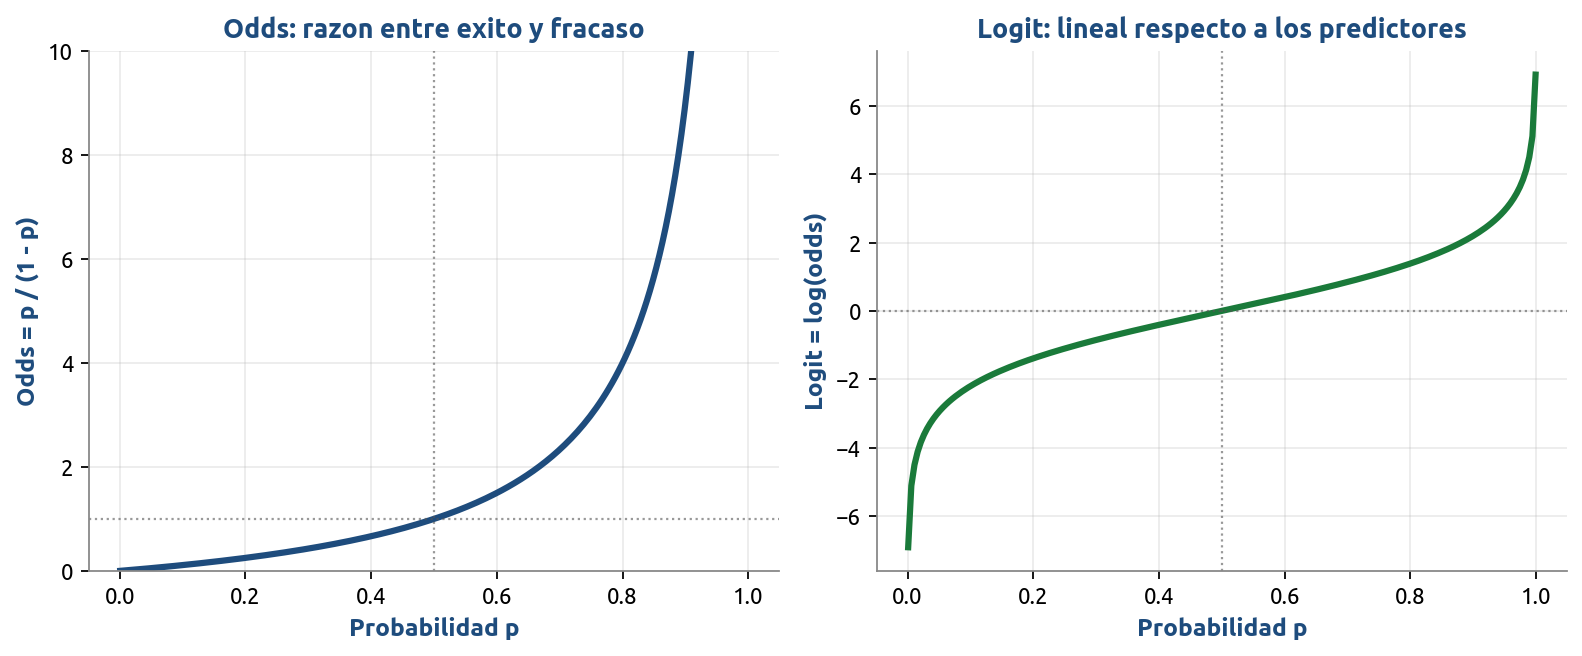 Odds: razon entre exito y fracaso
Odds = p / (1 - p)
10
8
6
4
2
0
0.0 0.2 0.4 0.6 0.8 1.0
Probabilidad p
Logit: lineal respecto a los predictores
Logit = log(odds)
6
4
2
0
−2
−4
−6
0.0 0.2 0.4 0.6 0.8 1.0
Probabilidad p